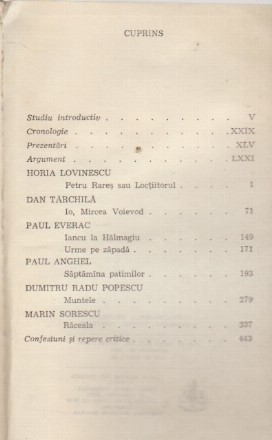 CUPRINS
Studiu introductiv . . . . . . . . V
Cronologie . . . . . . . . . XXIX
Prezentări . . . . . . . . . XLV
Argument . . . . . . . . . LXXI
HORIA LOVINESCU
Petru Rareș sau Locțiitorul . . . . . 1
DAN TĂRCHILĂ
Io, Mircea Voievod . . . . . . 71
PAUL EVERAC
Iancu la Hălmagiu . . . . . . 149
Urme pe zăpadă . . . . . . . 171
PAUL ANGHEL
Săptămîna patimilor . . . . . . 193
DUMITRU RADU POPESCU
Muntele . . . . . . . . . 279
MARIN SORESCU
Răceala . . . . . . . . . 337
Confesiuni și repere critice . . . . . . 443